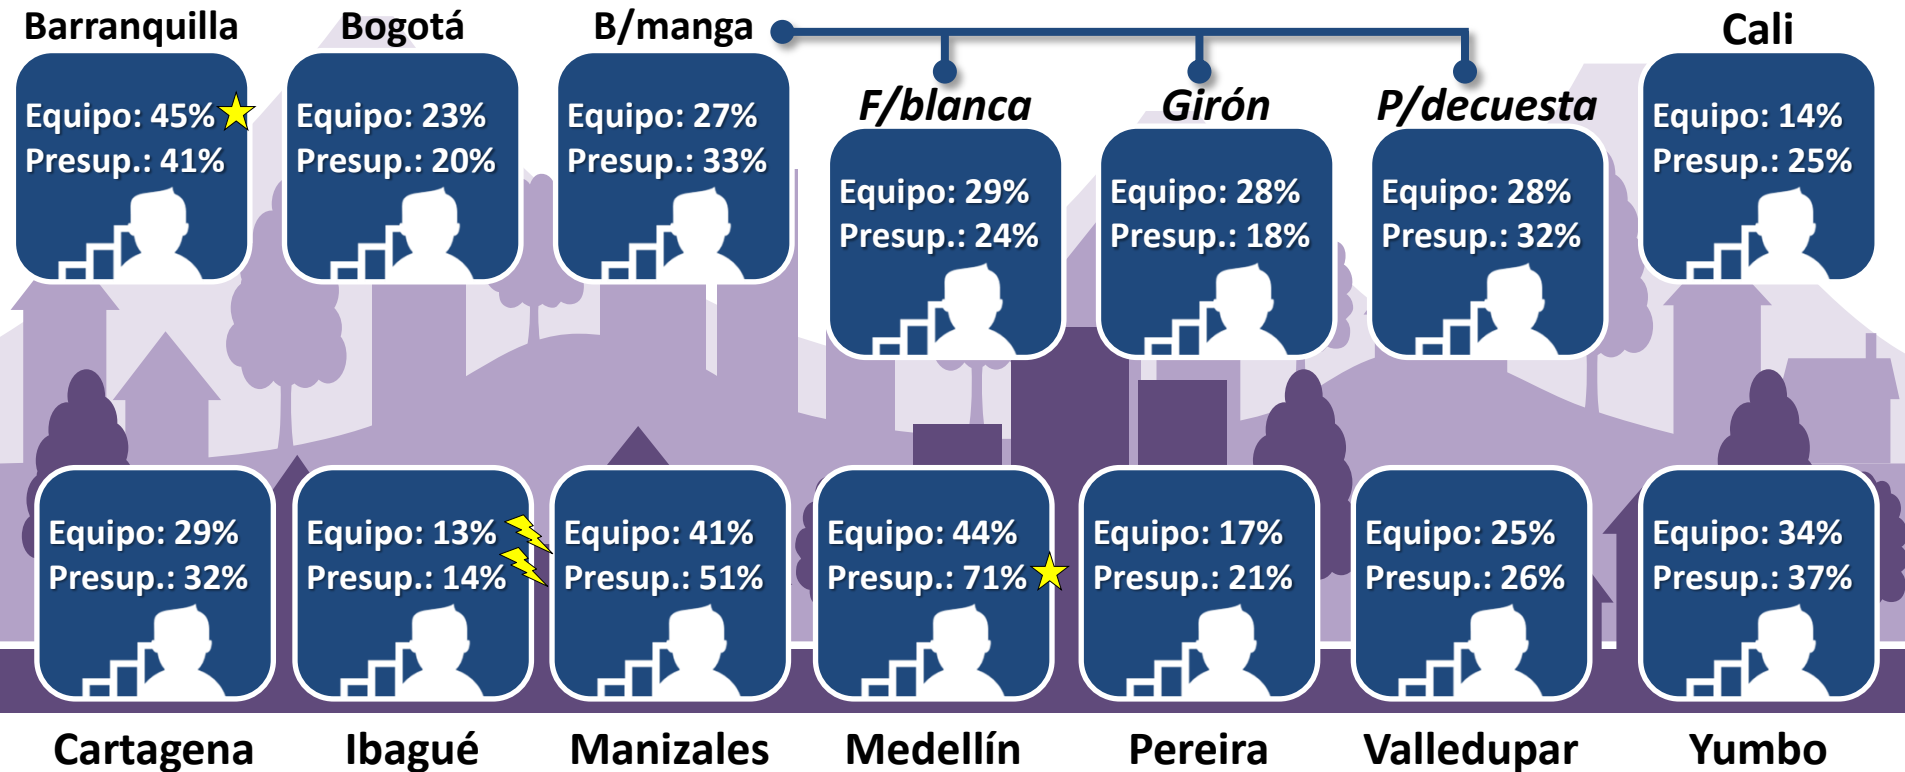 Barranquilla
Equipo: 45%
Presup.: 41%
Bogotá
Equipo: 23%
Presup.: 20%
B/manga
Equipo: 27%
Presup.: 33%
F/blanca
Equipo: 29%
Presup.: 24%
Girón
Equipo: 28%
Presup.: 18%
P/decuesta
Equipo: 28%
Presup.: 32%
Cali
Equipo: 14%
Presup.: 25%
Equipo: 29%
Presup.: 32%
Cartagena
Equipo: 13%
Presup.: 14%
Ibagué
Equipo: 41%
Presup.: 51%
Manizales
Equipo: 44%
Presup.: 71%
Medellín
Equipo: 17%
Presup.: 21%
Pereira
Equipo: 25%
Presup.: 26%
Valledupar
Equipo: 34%
Presup.: 37%
Yumbo